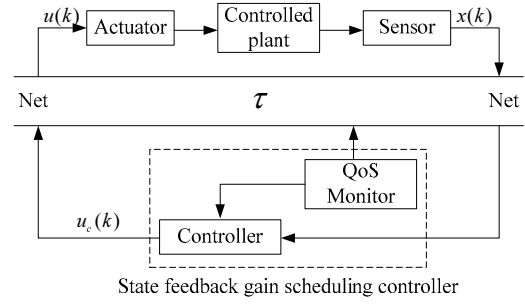 u(k)
Actuator
Controlled
plant
Sensor
x(k)
Net
τ
Net
QoS
Monitor
u_c(k)
Controller
State feedback gain scheduling controller